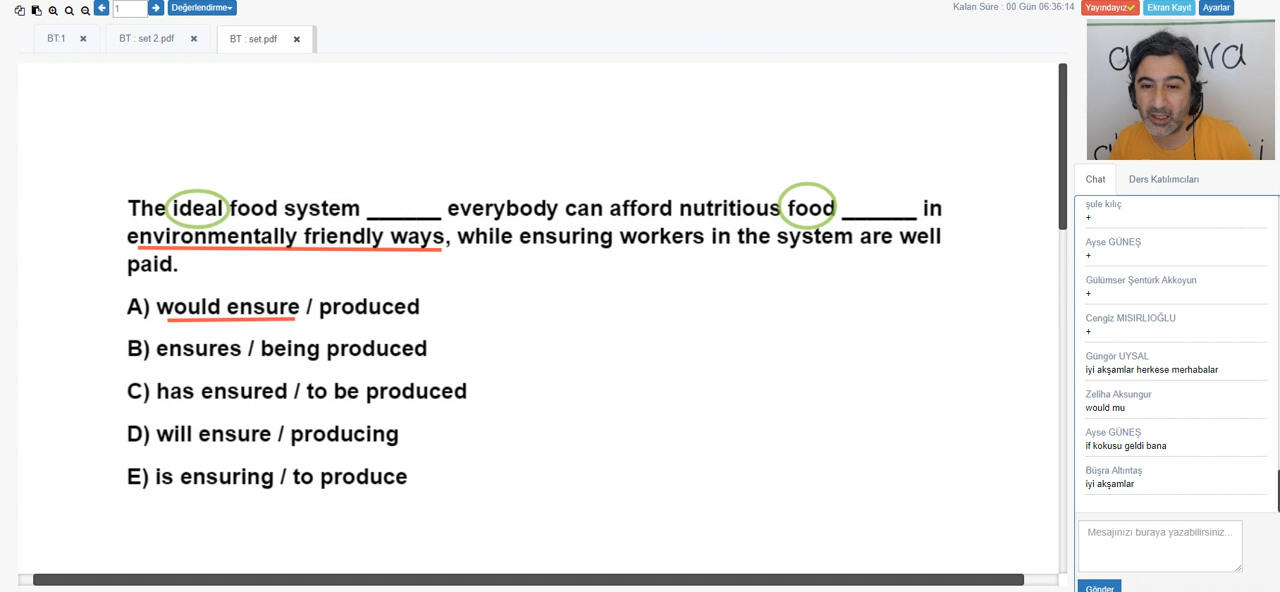 1
Değerlendirme
Kalan Süre : 00 Gün 06:36:14
Yayındayız
Ekran Kayıt
Ayarlar
BT:1
BT : set 2.pdf
BT : set.pdf
The ideal food system ______ everybody can afford nutritious food ______ in
environmentally friendly ways, while ensuring workers in the system are well
paid.
A) would ensure / produced
B) ensures / being produced
C) has ensured / to be produced
D) will ensure / producing
E) is ensuring / to produce
Chat
Ders Katılımcıları
şule kılıç
+
Ayse GÜNEŞ
+
Gülümser Şentürk Akkoyun
+
Cengiz MISIRLIOĞLU
+
Güngör UYSAL
iyi akşamlar herkese merhabalar
Zeliha Aksungur
would mu
Ayse GÜNEŞ
if kokusu geldi bana
Büşra Altıntaş
iyi akşamlar
Mesajınızı buraya yazabilirsiniz...
Gönder